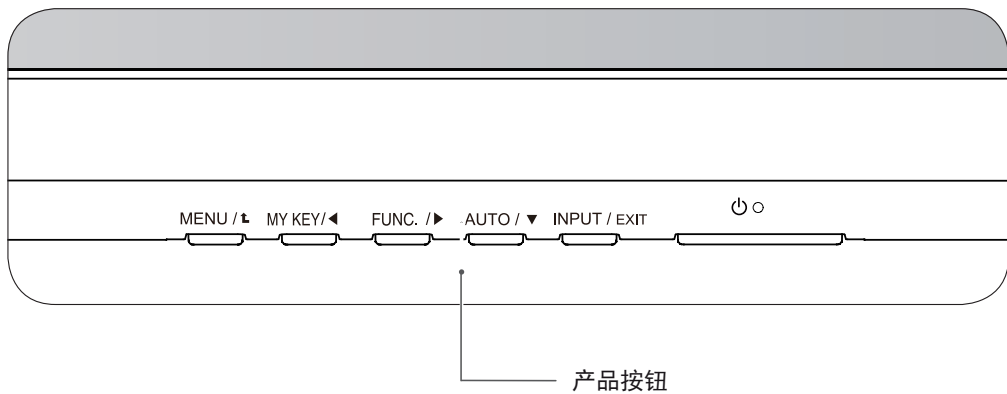 MENU / ⮤ MY KEY/◀ FUNC. /▶ AUTO / ▼ INPUT / EXIT
产品按钮